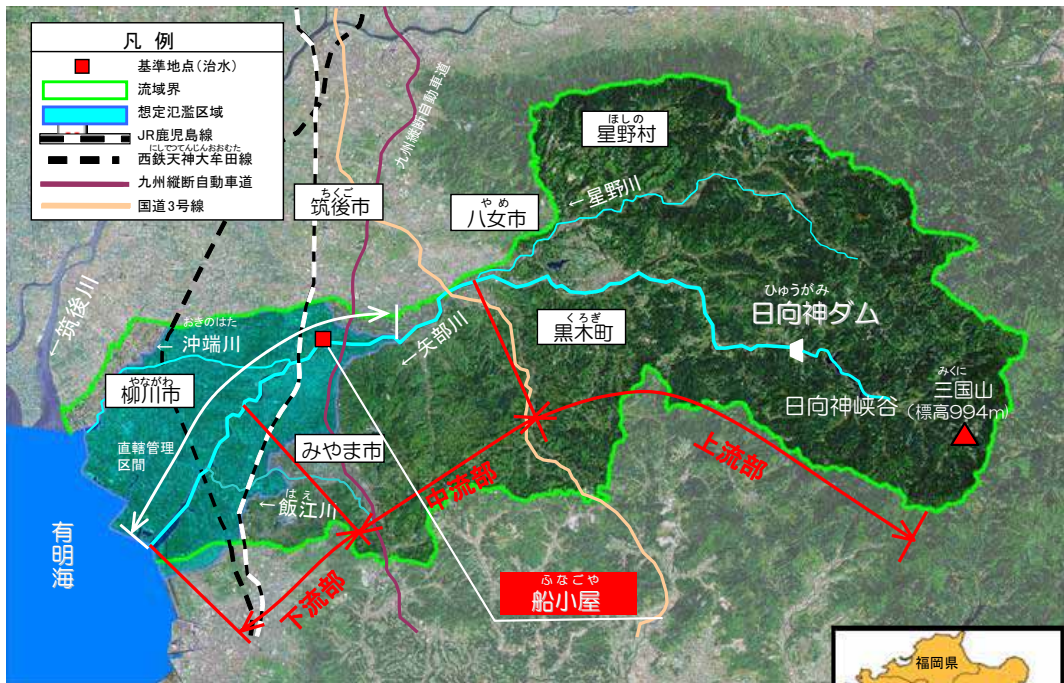 凡 例
基準地点(治水)
流域界
想定氾濫区域
JR鹿児島線
にしてつてんじんおおむた
西鉄天神大牟田線
九州縦断自動車道
国道3号線
九州縦断自動車道
ほしの
星野村
ちくご
筑後市
やめ
八女市
←星野川
←筑後川
おきのはた
← 沖端川
←矢部川
くろぎ
黒木町
ひゅうがみ
日向神ダム
やながわ
柳川市
日向神峡谷
みくに
三国山
(標高994m)
直轄管理
区間
みやま市
はえ
←飯江川
中流部
上流部
下流部
有明海
ふなごや
船小屋
福岡県